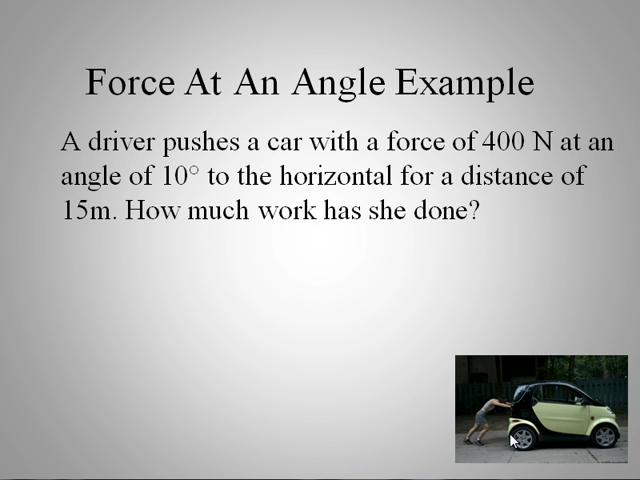 Force At An Angle Example
A driver pushes a car with a force of 400 N at an
angle of 10° to the horizontal for a distance of
15m. How much work has she done?